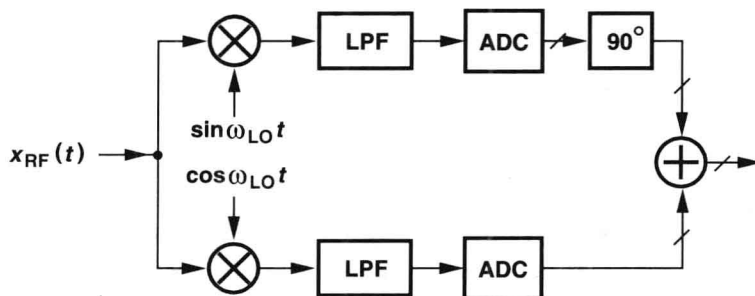 LPF
ADC
90°
sin ω_LO t
x_RF (t)
cos ω_LO t
LPF
ADC